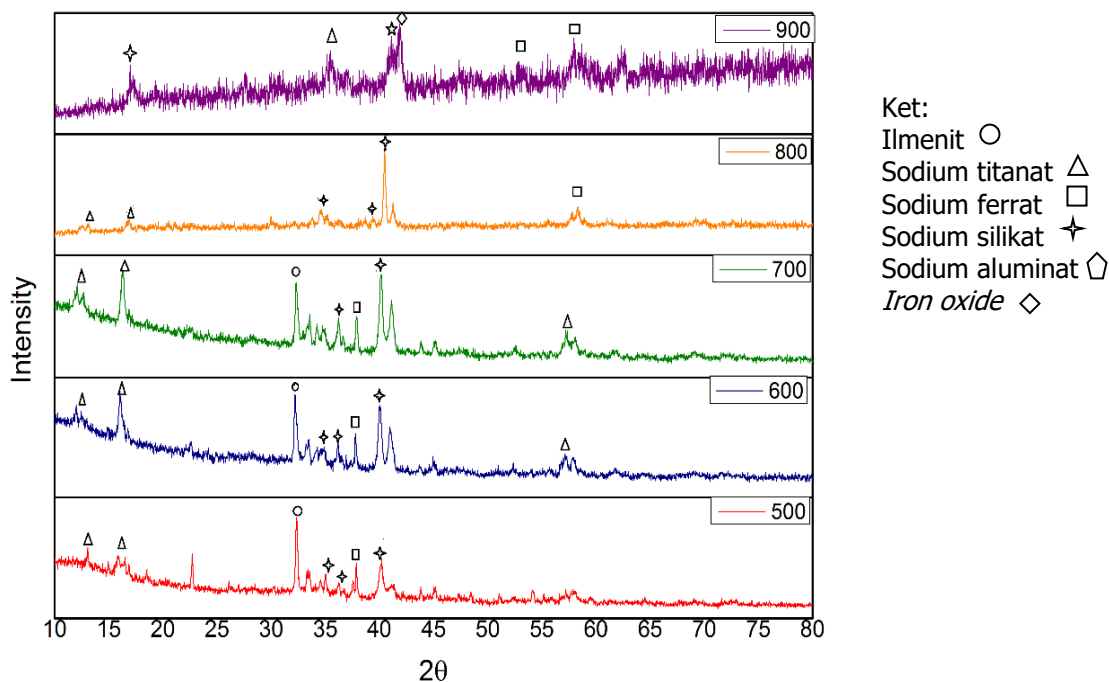 900
800
700
600
500
Intensity
10 15 20 25 30 35 40 45 50 55 60 65 70 75 80
2θ
Ket:
Ilmenit
Sodium titanat
Sodium ferrat
Sodium silikat
Sodium aluminat
Iron oxide